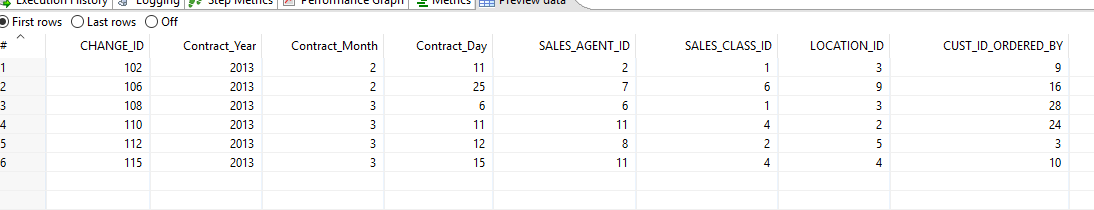 Execution History Logging Step Metrics Performance Graph Metrics Preview data
First rows Last rows Off
# CHANGE_ID Contract_Year Contract_Month Contract_Day SALES_AGENT_ID SALES_CLASS_ID LOCATION_ID CUST_ID_ORDERED_BY
1 102 2013 2 11 2 1 3 9
2 106 2013 2 25 7 6 9 16
3 108 2013 3 6 6 1 3 28
4 110 2013 3 11 11 4 2 24
5 112 2013 3 12 8 2 5 3
6 115 2013 3 15 11 4 4 10